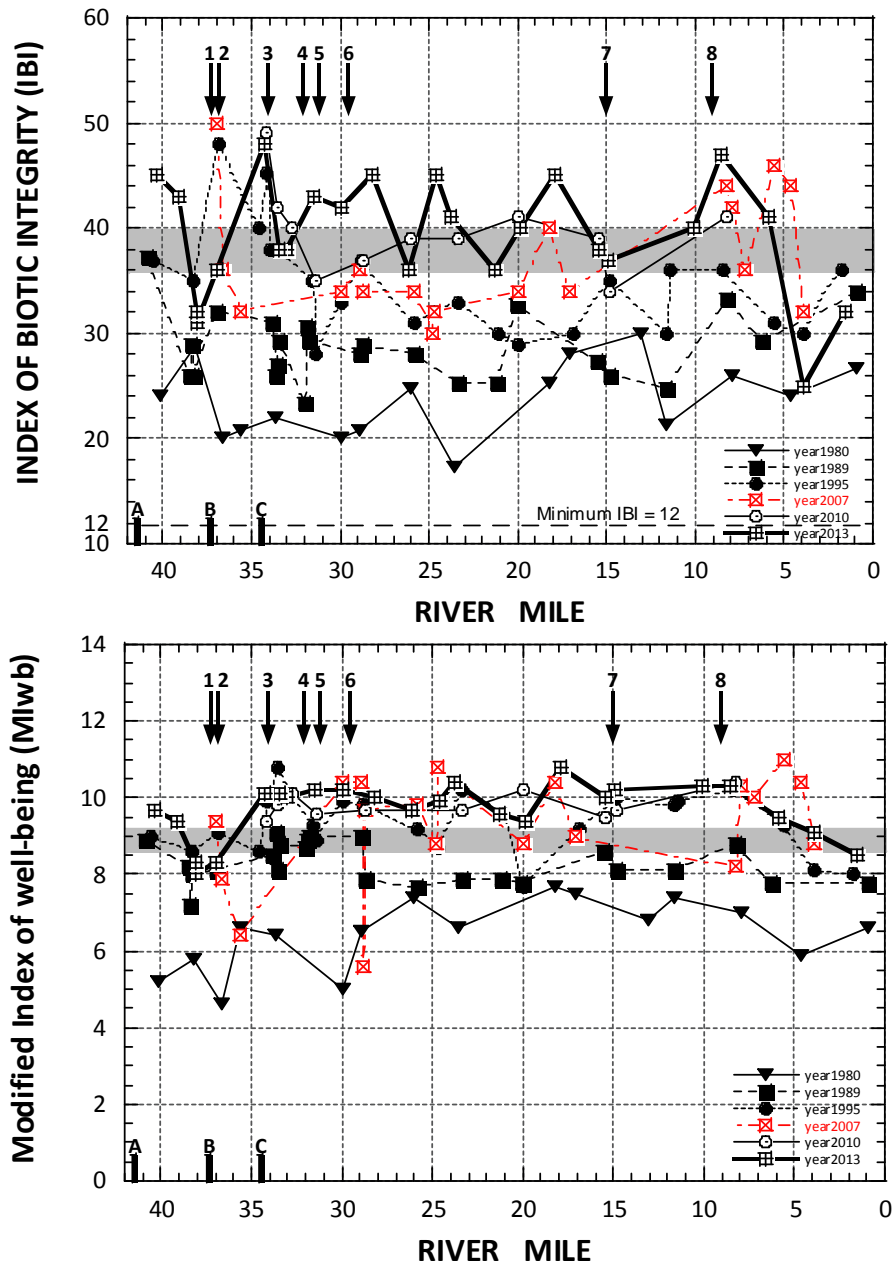 60
50
40
30
20
12
10
INDEX OF BIOTIC INTEGRITY (IBI)
1 2 3 4 5 6 7 8
year1980
year1989
year1995
year2007
year2010
year2013
A B C
Minimum IBI = 12
40 35 30 25 20 15 10 5 0
RIVER MILE
14
12
10
8
6
4
2
0
Modified Index of well-being (MIwb)
1 2 3 4 5 6 7 8
year1980
year1989
year1995
year2007
year2010
year2013
A B C
40 35 30 25 20 15 10 5 0
RIVER MILE